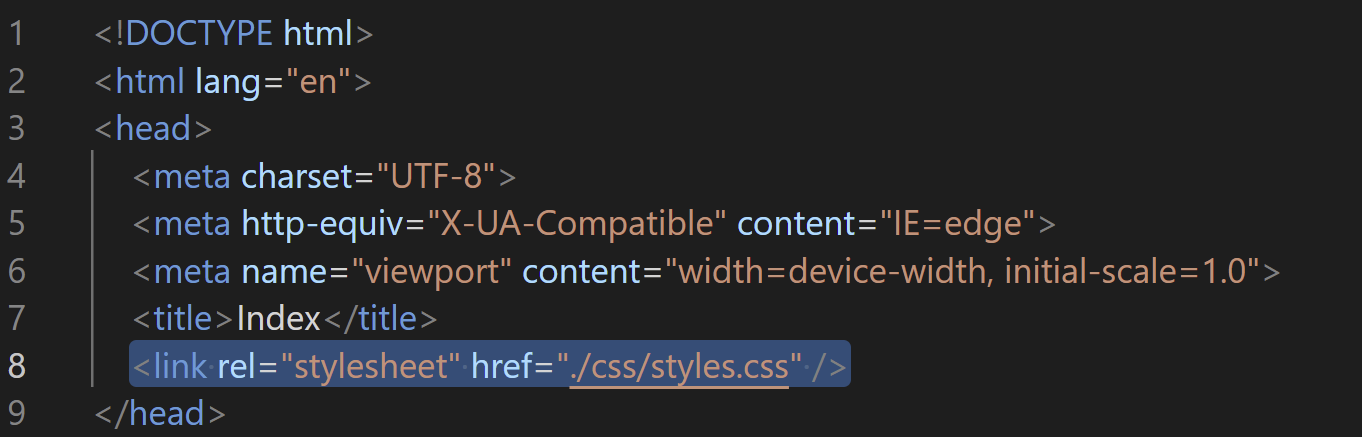 1 <!DOCTYPE html>
2 <html lang="en">
3 <head>
4 <meta charset="UTF-8">
5 <meta http-equiv="X-UA-Compatible" content="IE=edge">
6 <meta name="viewport" content="width=device-width, initial-scale=1.0">
7 <title>Index</title>
8 <link rel="stylesheet" href="./css/styles.css" />
9 </head>